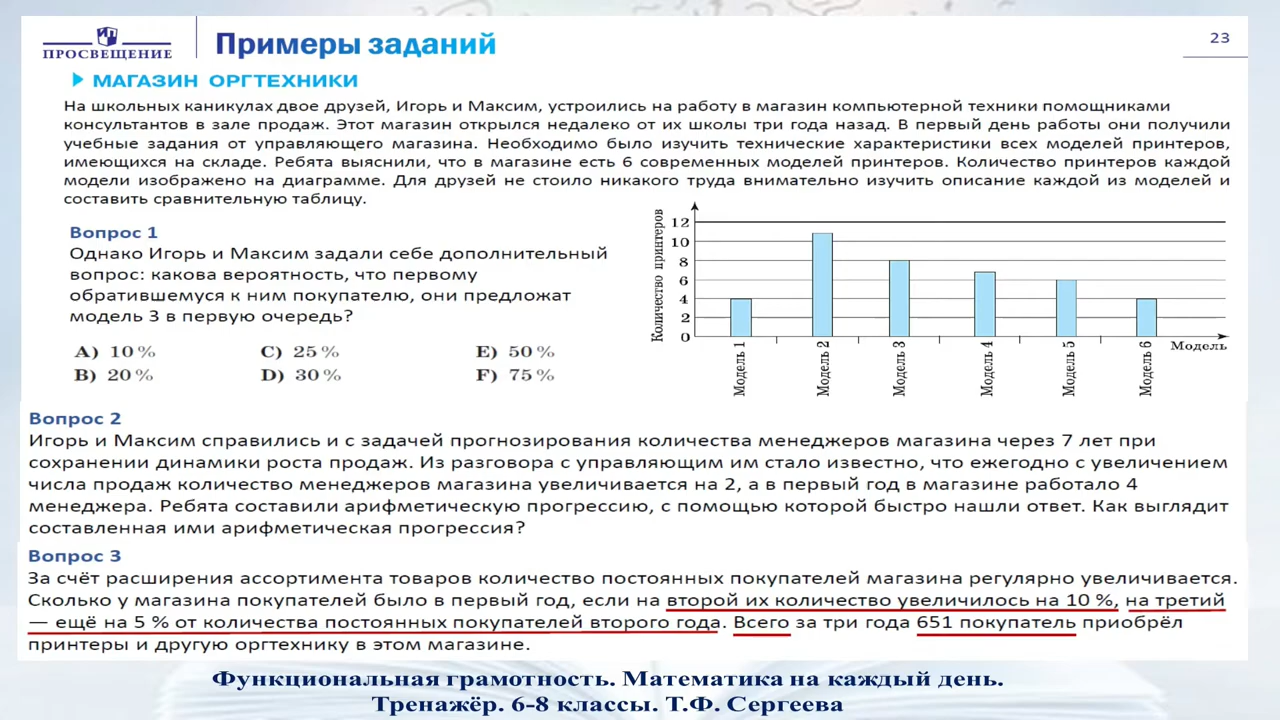 ПРОСВЕЩЕНИЕ
Примеры заданий
23
МАГАЗИН ОРГТЕХНИКИ
На школьных каникулах двое друзей, Игорь и Максим, устроились на работу в магазин компьютерной техники помощниками
консультантов в зале продаж. Этот магазин открылся недалеко от их школы три года назад. В первый день работы они получили
учебные задания от управляющего магазина. Необходимо было изучить технические характеристики всех моделей принтеров,
имеющихся на складе. Ребята выяснили, что в магазине есть 6 современных моделей принтеров. Количество принтеров каждой
модели изображено на диаграмме. Для друзей не стоило никакого труда внимательно изучить описание каждой из моделей и
составить сравнительную таблицу.
Вопрос 1
Однако Игорь и Максим задали себе дополнительный
вопрос: какова вероятность, что первому
обратившемуся к ним покупателю, они предложат
модель 3 в первую очередь?
A) 10 % C) 25 % E) 50 %
B) 20 % D) 30 % F) 75 %
Количество принтеров
12
10
8
6
4
2
0
Модель 1
Модель 2
Модель 3
Модель 4
Модель 5
Модель 6
Модель
Вопрос 2
Игорь и Максим справились и с задачей прогнозирования количества менеджеров магазина через 7 лет при
сохранении динамики роста продаж. Из разговора с управляющим им стало известно, что ежегодно с увеличением
числа продаж количество менеджеров магазина увеличивается на 2, а в первый год в магазине работало 4
менеджера. Ребята составили арифметическую прогрессию, с помощью которой быстро нашли ответ. Как выглядит
составленная ими арифметическая прогрессия?
Вопрос 3
За счёт расширения ассортимента товаров количество постоянных покупателей магазина регулярно увеличивается.
Сколько у магазина покупателей было в первый год, если на второй их количество увеличилось на 10 %, на третий
— ещё на 5 % от количества постоянных покупателей второго года. Всего за три года 651 покупатель приобрёл
принтеры и другую оргтехнику в этом магазине.
Функциональная грамотность. Математика на каждый день.
Тренажёр. 6-8 классы. Т.Ф. Сергеева